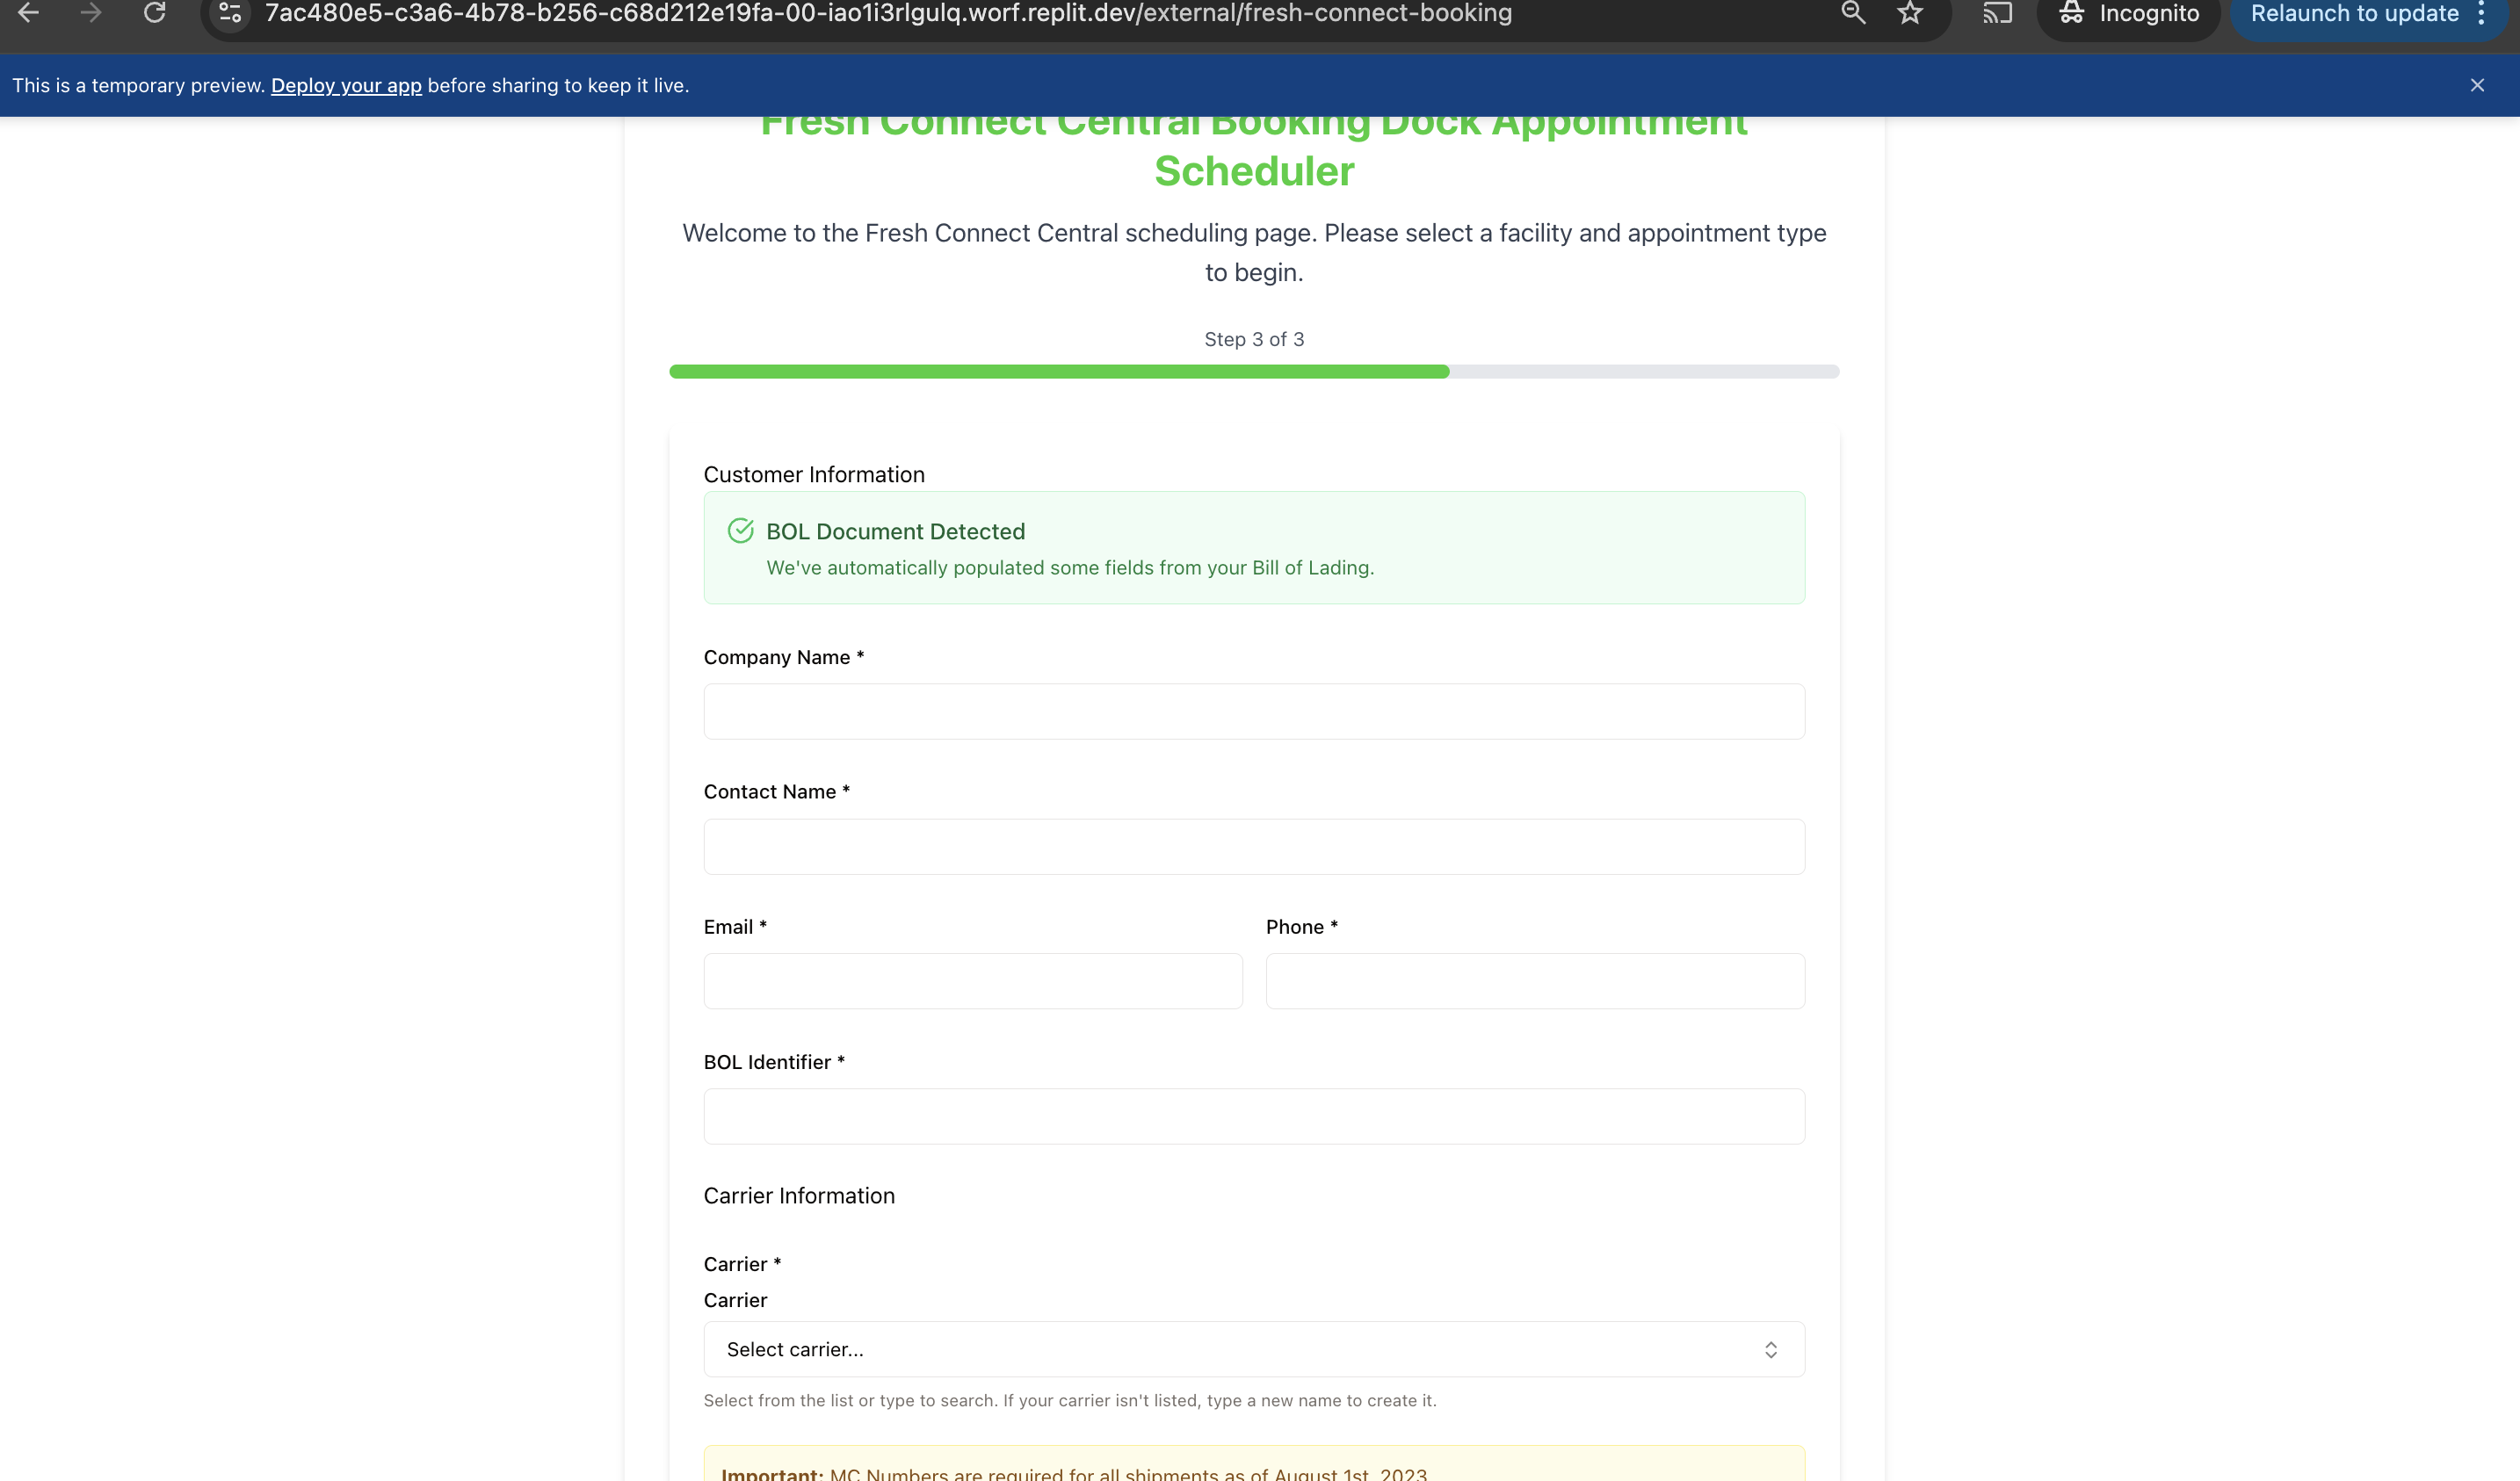 7ac480e5-c3a6-4b78-b256-c68d212e19fa-00-iao1i3rlgulq.worf.replit.dev/external/fresh-connect-booking
Incognito
Relaunch to update
This is a temporary preview. Deploy your app before sharing to keep it live.
Fresh Connect Central Booking Dock Appointment
Scheduler
Welcome to the Fresh Connect Central scheduling page. Please select a facility and appointment type
to begin.
Step 3 of 3
Customer Information
BOL Document Detected
We've automatically populated some fields from your Bill of Lading.
Company Name *
Contact Name *
Email *
Phone *
BOL Identifier *
Carrier Information
Carrier *
Carrier
Select carrier...
Select from the list or type to search. If your carrier isn't listed, type a new name to create it.
Important: MC Numbers are required for all shipments as of August 1st, 2023